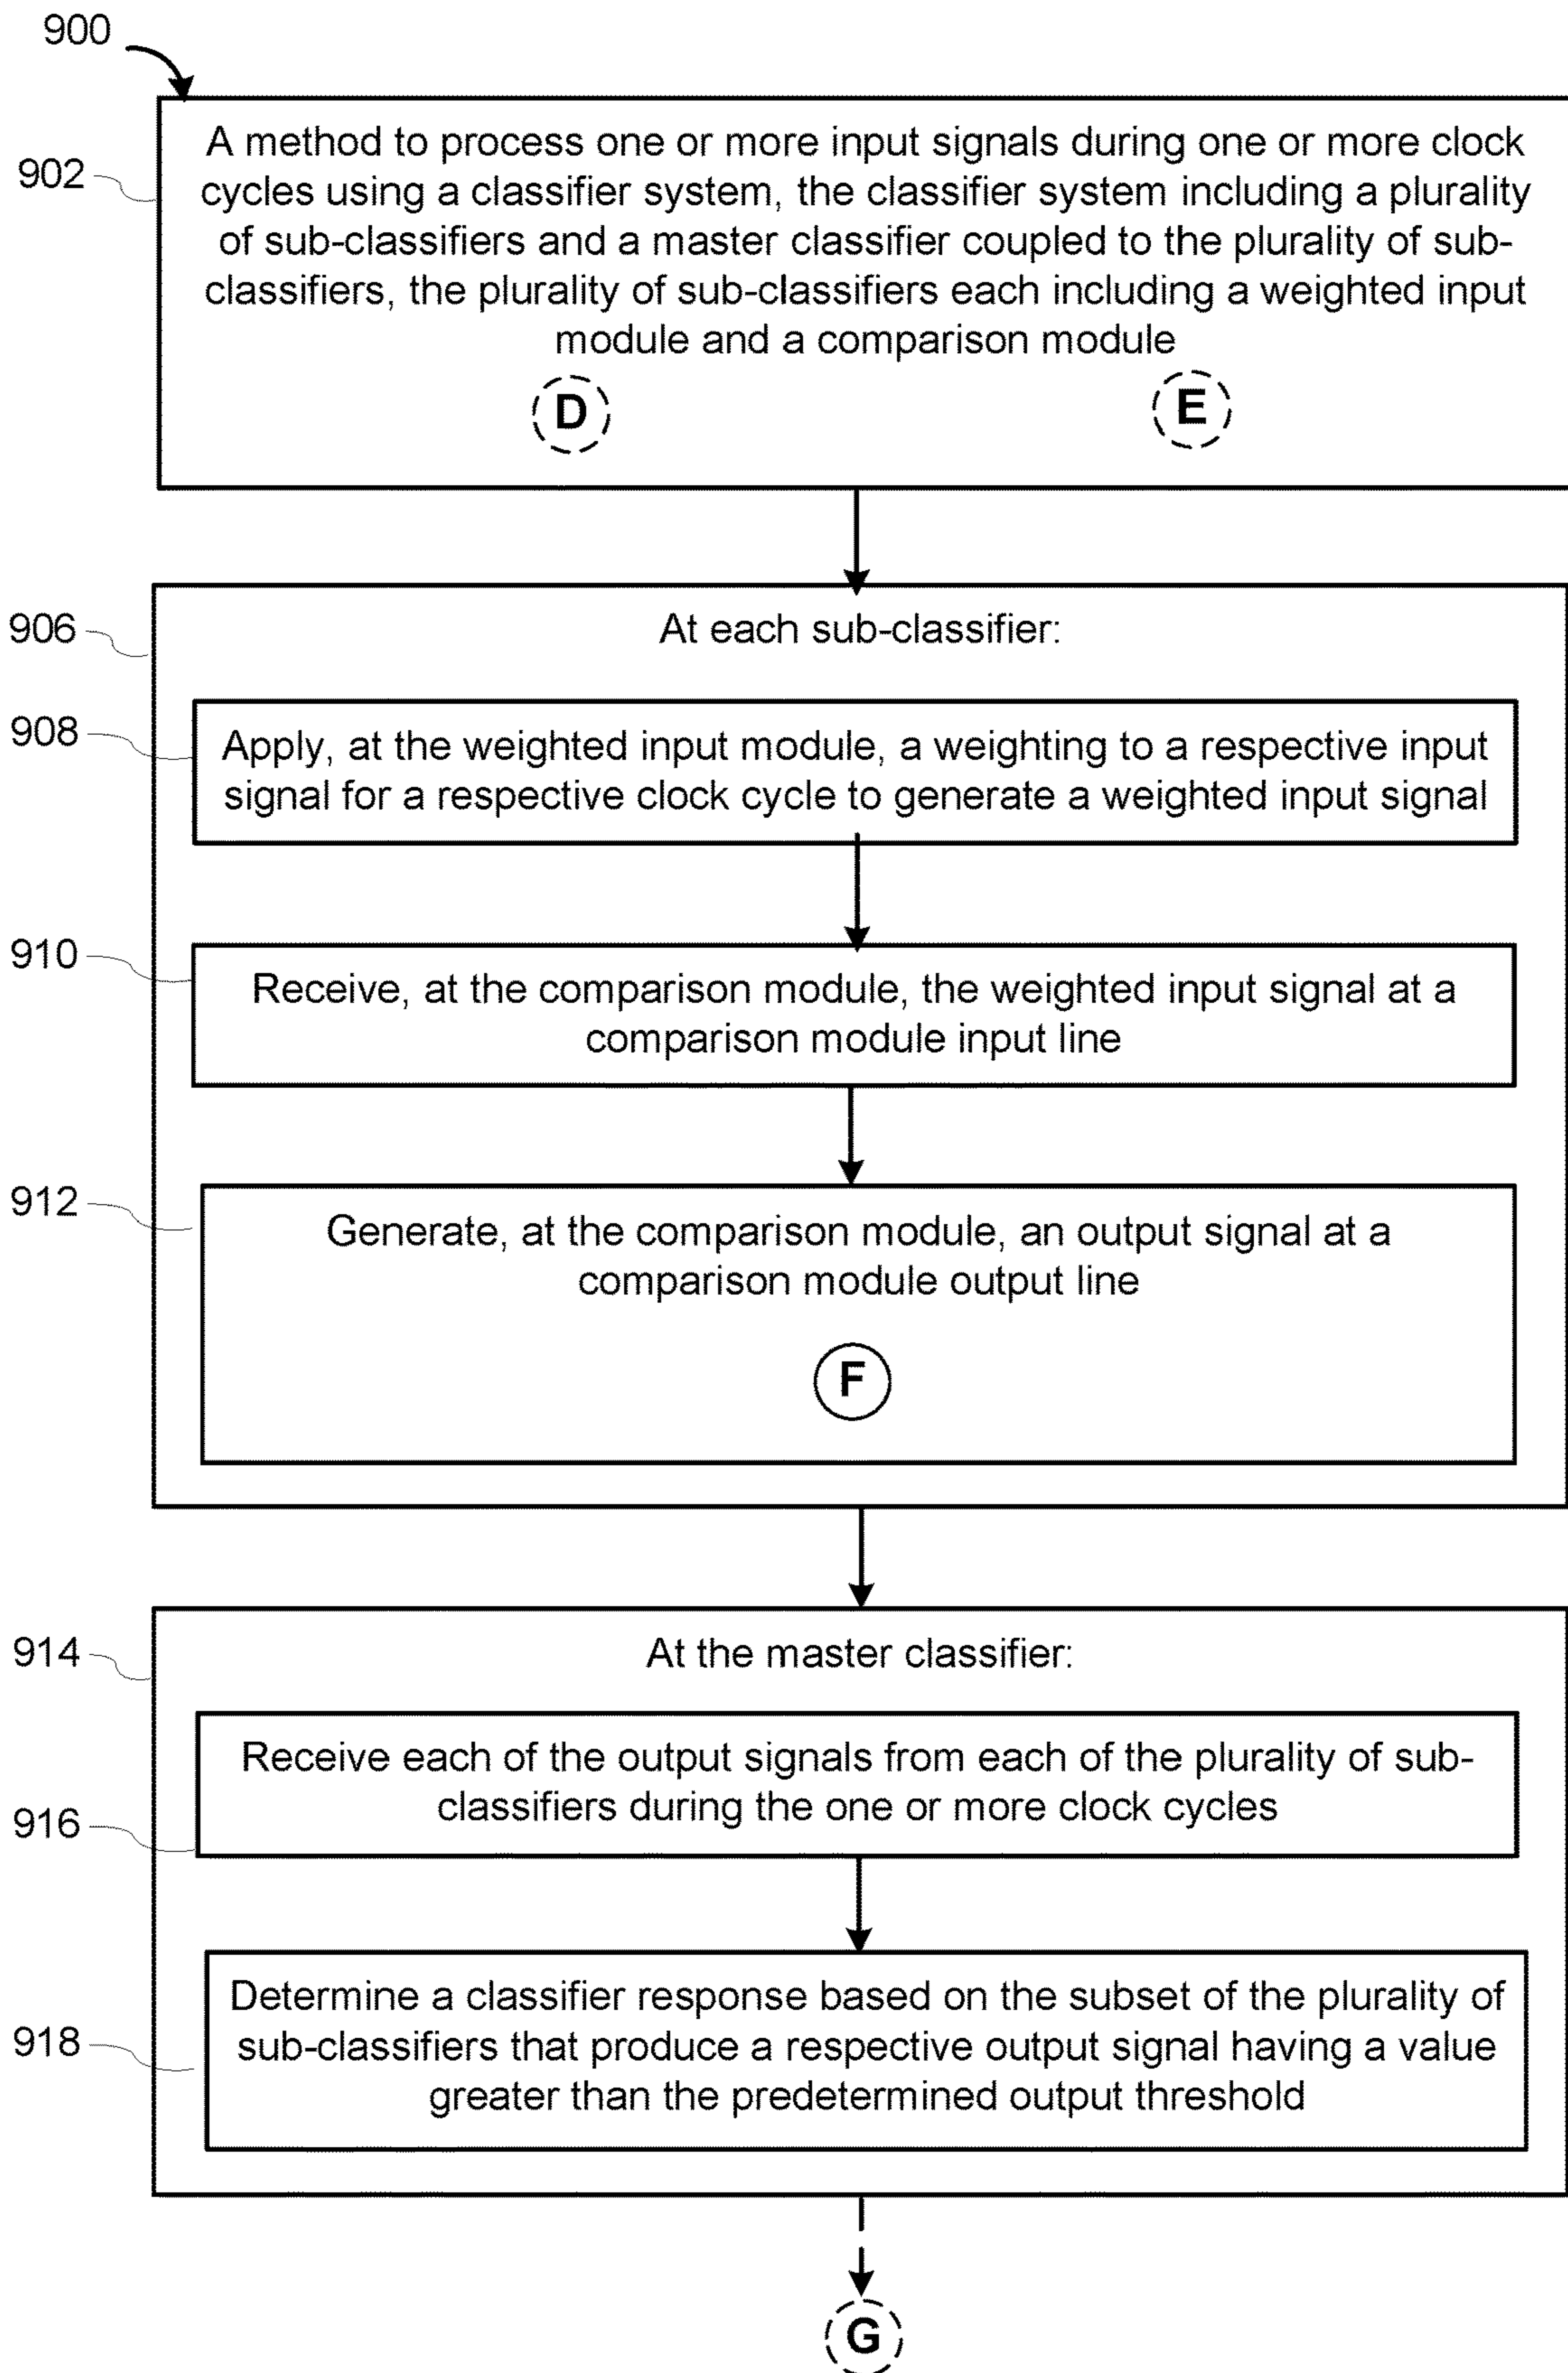 900
902
A method to process one or more input signals during one or more clock
cycles using a classifier system, the classifier system including a plurality
of sub-classifiers and a master classifier coupled to the plurality of sub-
classifiers, the plurality of sub-classifiers each including a weighted input
module and a comparison module
D
E
906
At each sub-classifier:
908
Apply, at the weighted input module, a weighting to a respective input
signal for a respective clock cycle to generate a weighted input signal
910
Receive, at the comparison module, the weighted input signal at a
comparison module input line
912
Generate, at the comparison module, an output signal at a
comparison module output line
F
914
At the master classifier:
Receive each of the output signals from each of the plurality of sub-
classifiers during the one or more clock cycles
916
Determine a classifier response based on the subset of the plurality of
sub-classifiers that produce a respective output signal having a value
greater than the predetermined output threshold
918
G